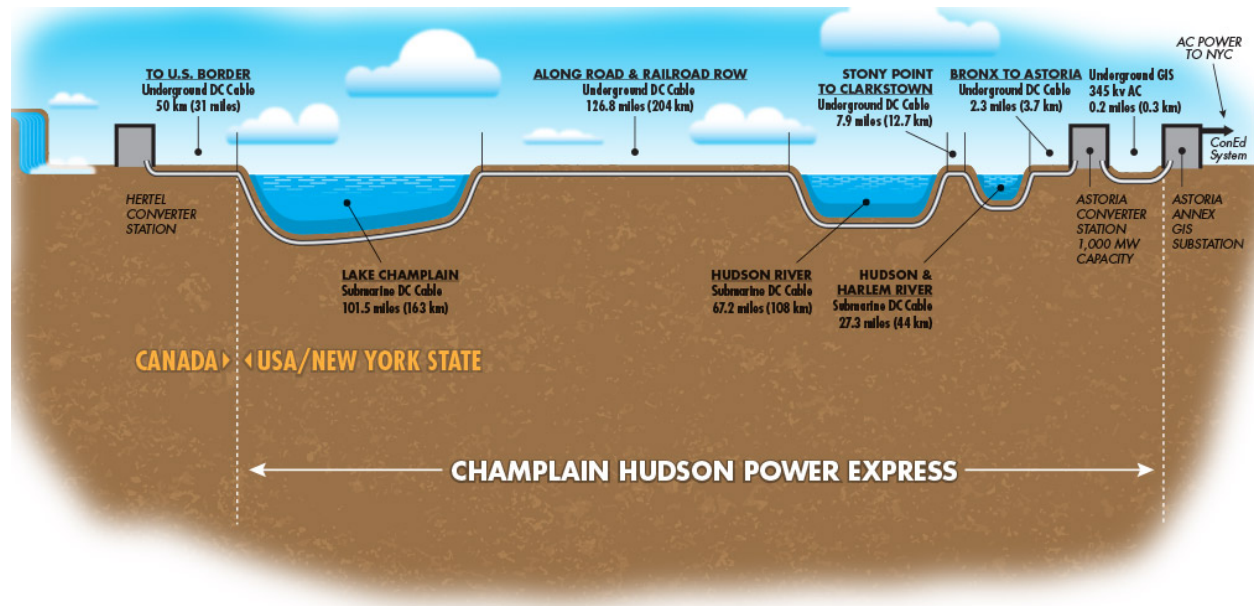 TO U.S. BORDER
Underground DC Cable
50 km (31 miles)
ALONG ROAD & RAILROAD ROW
Underground DC Cable
126.8 miles (204 km)
STONY POINT
TO CLARKSTOWN
Underground DC Cable
7.9 miles (12.7 km)
BRONX TO ASTORIA
Underground DC Cable
2.3 miles (3.7 km)
Underground GIS
345 kv AC
0.2 miles (0.3 km)
AC POWER
TO NYC
ConEd
System
HERTEL
CONVERTER
STATION
LAKE CHAMPLAIN
Submarine DC Cable
101.5 miles (163 km)
HUDSON RIVER
Submarine DC Cable
67.2 miles (108 km)
HUDSON &
HARLEM RIVER
Submarine DC Cable
27.3 miles (44 km)
ASTORIA
CONVERTER
STATION
1,000 MW
CAPACITY
ASTORIA
ANNEX
GIS
SUBSTATION
CANADA
USA/NEW YORK STATE
CHAMPLAIN HUDSON POWER EXPRESS